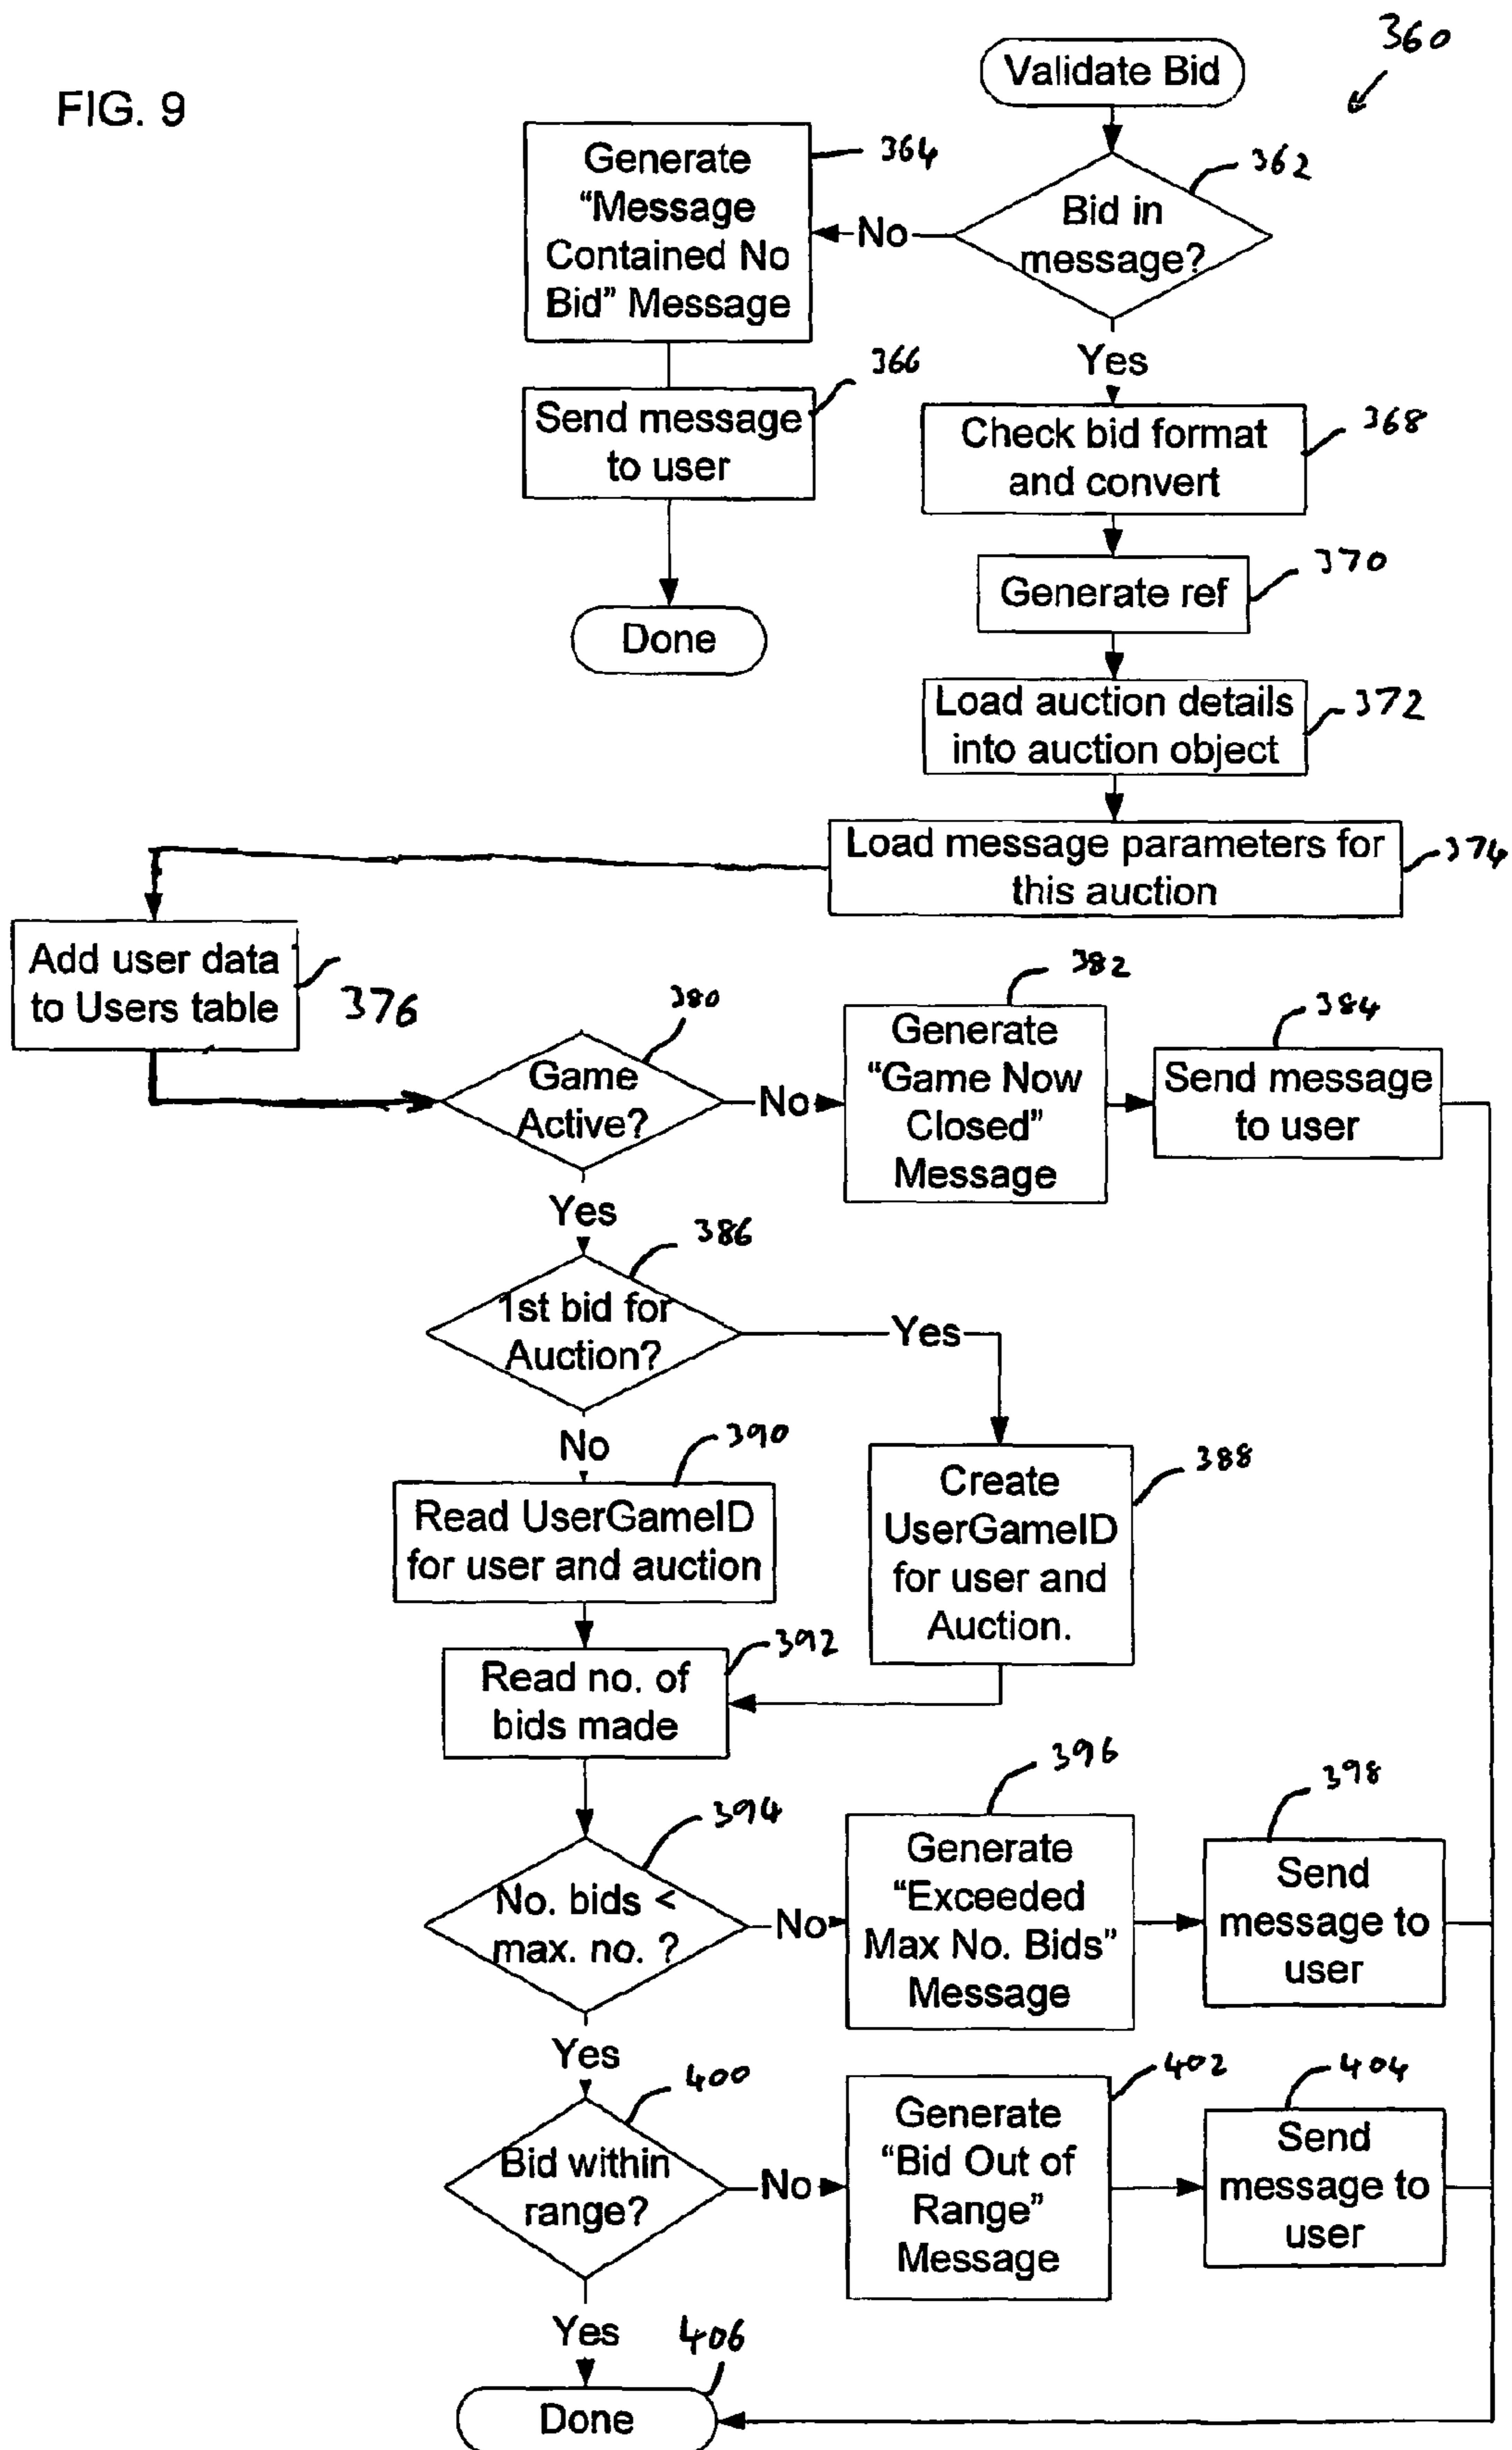 360
Validate Bid
FIG. 9
Generate
“Message
Contained No
Bid” Message
364
362
Bid in
message?
No
Yes
366
Send message
to user
368
Check bid format
and convert
Done
370
Generate ref
372
Load auction details
into auction object
374
Load message parameters for
this auction
Add user data
to Users table
376
380
Game
Active?
No
382
Generate
“Game Now
Closed”
Message
384
Send message
to user
Yes
386
1st bid for
Auction?
Yes
No
390
Read UserGameID
for user and auction
388
Create
UserGameID
for user and
Auction.
392
Read no. of
bids made
394
No. bids <
max. no. ?
No
396
Generate
“Exceeded
Max No. Bids”
Message
398
Send
message to
user
Yes
400
Bid within
range?
No
402
Generate
“Bid Out of
Range”
Message
404
Send
message to
user
Yes
406
Done